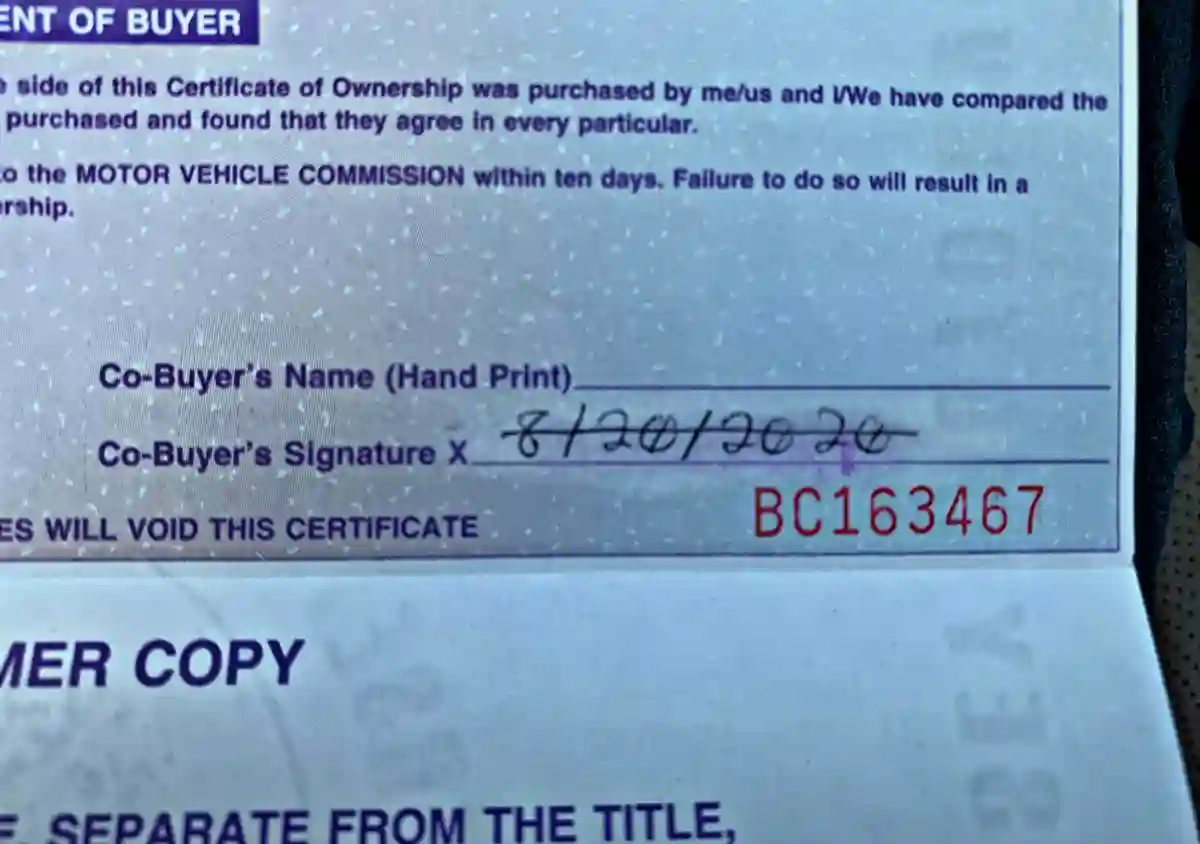 ENT OF BUYER
side of this Certificate of Ownership was purchased by me/us and I/We have compared the
purchased and found that they agree in every particular.
to the MOTOR VEHICLE COMMISSION within ten days. Failure to do so will result in a
ership.
Co-Buyer's Name (Hand Print)
8/20/2020
Co-Buyer's Signature X
BC163467
ES WILL VOID THIS CERTIFICATE
MER COPY
E, SEPARATE FROM THE TITLE,